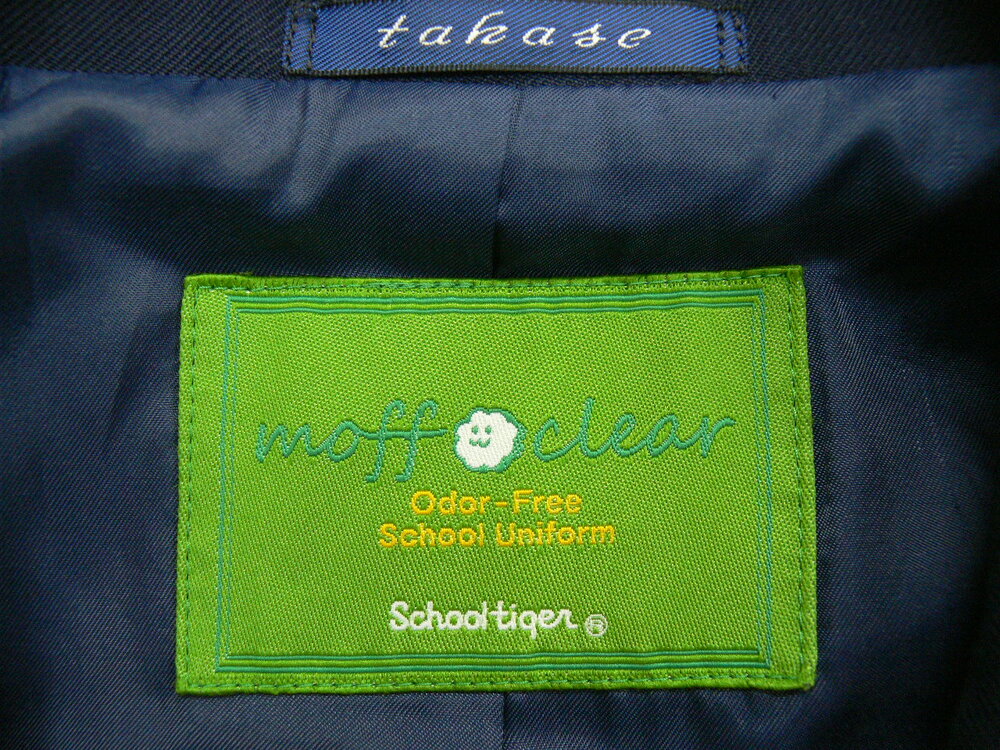 takase
moff clear
Odor-Free
School Uniform
Schooltiger ®